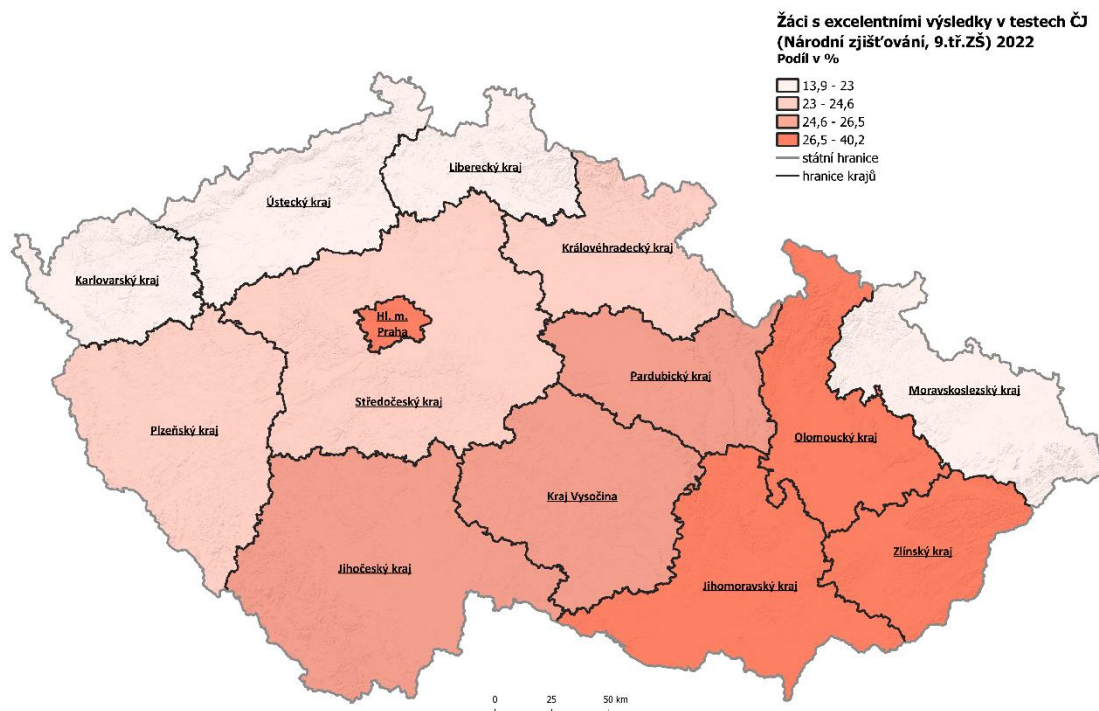 Žáci s excelentními výsledky v testech ČJ
(Národní zjišťování, 9.tř.ZŠ) 2022
Podíl v %
13,9 - 23
23 - 24,6
24,6 - 26,5
26,5 - 40,2
státní hranice
hranice krajů
Liberecký kraj
Ústecký kraj
Královéhradecký kraj
Karlovarský kraj
Hl. m.
Praha
Pardubický kraj
Moravskoslezský kraj
Středočeský kraj
Plzeňský kraj
Olomoucký kraj
Kraj Vysočina
Zlínský kraj
Jihočeský kraj
Jihomoravský kraj
0 25 50 km